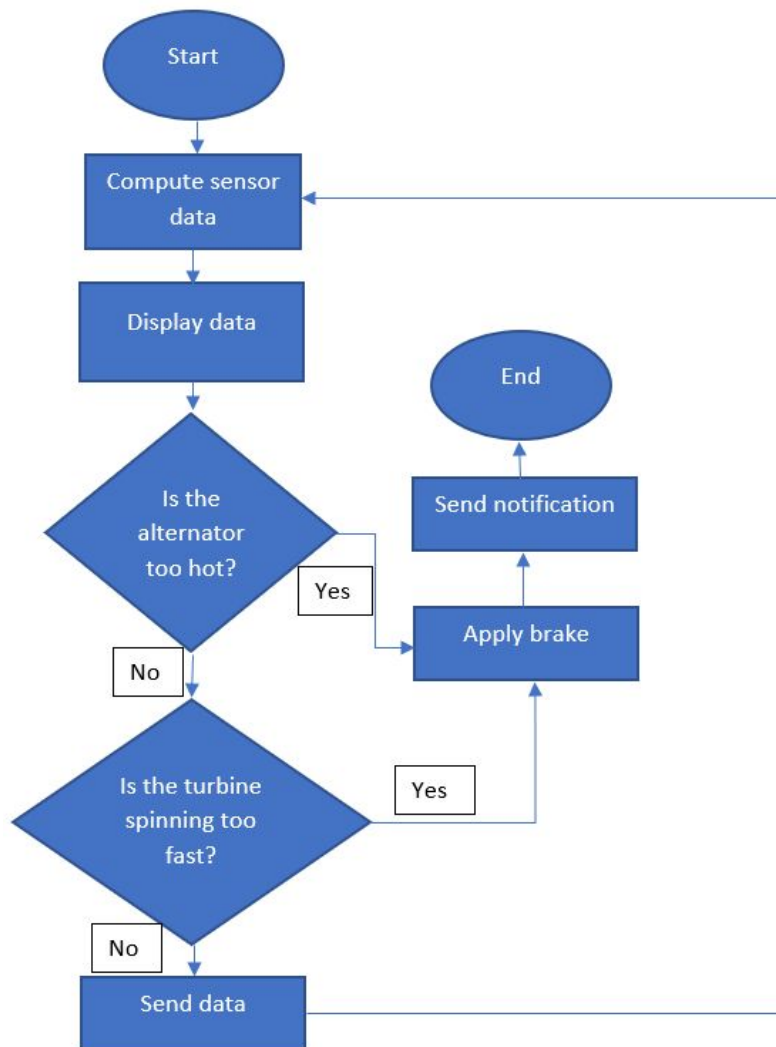 Start
Compute sensor
data
Display data
End
Is the
alternator
too hot?
Send notification
Yes
Apply brake
No
Is the turbine
spinning too
fast?
Yes
No
Send data